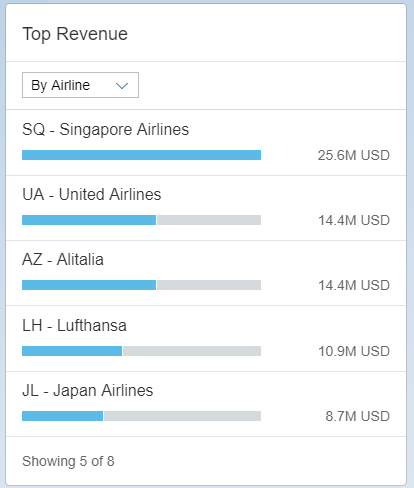 Top Revenue
By Airline
SQ - Singapore Airlines
25.6M USD
UA - United Airlines
14.4M USD
AZ - Alitalia
14.4M USD
LH - Lufthansa
10.9M USD
JL - Japan Airlines
8.7M USD
Showing 5 of 8